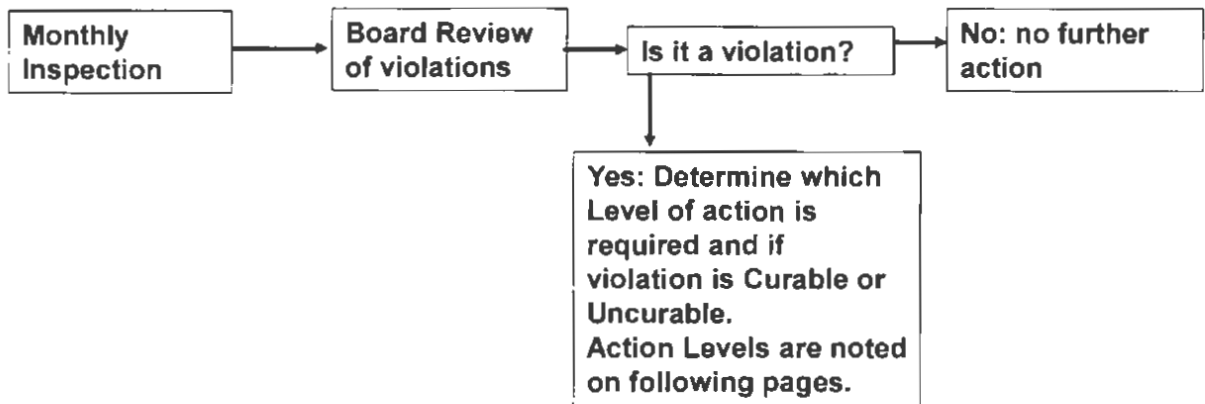 Monthly
Inspection
Board Review
of violations
Is it a violation?
No: no further
action
Yes: Determine which
Level of action is
required and if
violation is Curable or
Uncurable.
Action Levels are noted
on following pages.